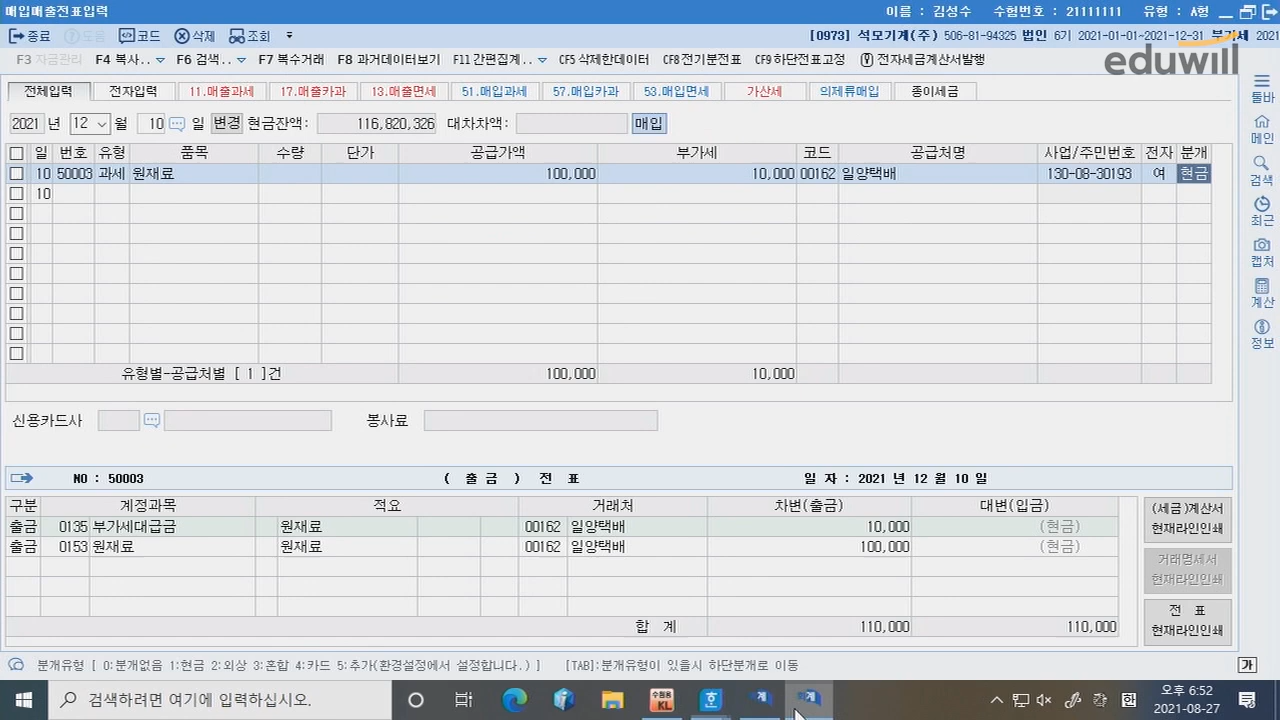 매입매출전표입력 이름 : 김성수 수험번호 : 21111111 유형 : A형
종료 도움 코드 삭제 조회 [0973] 석모기계(주) 506-81-94325 법인 6기 2021-01-01~2021-12-31 부가세 2021
F3 자금관리 F4 복사.. F6 검색.. F7 복수거래 F8 과거데이터보기 F11 간편집계.. CF5 삭제한데이터 CF8 전기분전표 CF9 하단전표고정 전자세금계산서발행
eduwill
전체입력 전자입력 11.매출과세 17.매출카과 13.매출면세 51.매입과세 57.매입카과 53.매입면세 가산세 의제류매입 종이세금
2021 년 12 월 10 일 변경 현금잔액: 116,820,326 대차차액: 매입
일 번호 유형 품목 수량 단가 공급가액 부가세 코드 공급처명 사업/주민번호 전자 분개
10 50003 과세 원재료 100,000 10,000 00162 일양택배 130-08-30193 여 현금
10
유형별-공급처별 [ 1 ]건 100,000 10,000
신용카드사 봉사료
NO : 50003 ( 출 금 ) 전 표 일 자 : 2021 년 12 월 10 일
구분 계정과목 적요 거래처 차변(출금) 대변(입금)
출금 0135 부가세대급금 원재료 00162 일양택배 10,000 (현금)
출금 0153 원재료 원재료 00162 일양택배 100,000 (현금)
합 계 110,000 110,000
(세금)계산서
현재라인인쇄
거래명세서
현재라인인쇄
전 표
현재라인인쇄
툴바
메인
검색
최근
캡처
계산
정보
분개유형 [ 0:분개없음 1:현금 2:외상 3:혼합 4:카드 5:추가(환경설정에서 설정합니다.) ] [TAB]:분개유형이 있을시 하단분개로 이동 가
검색하려면 여기에 입력하십시오. 수험용 KL 한 오후 6:52
2021-08-27